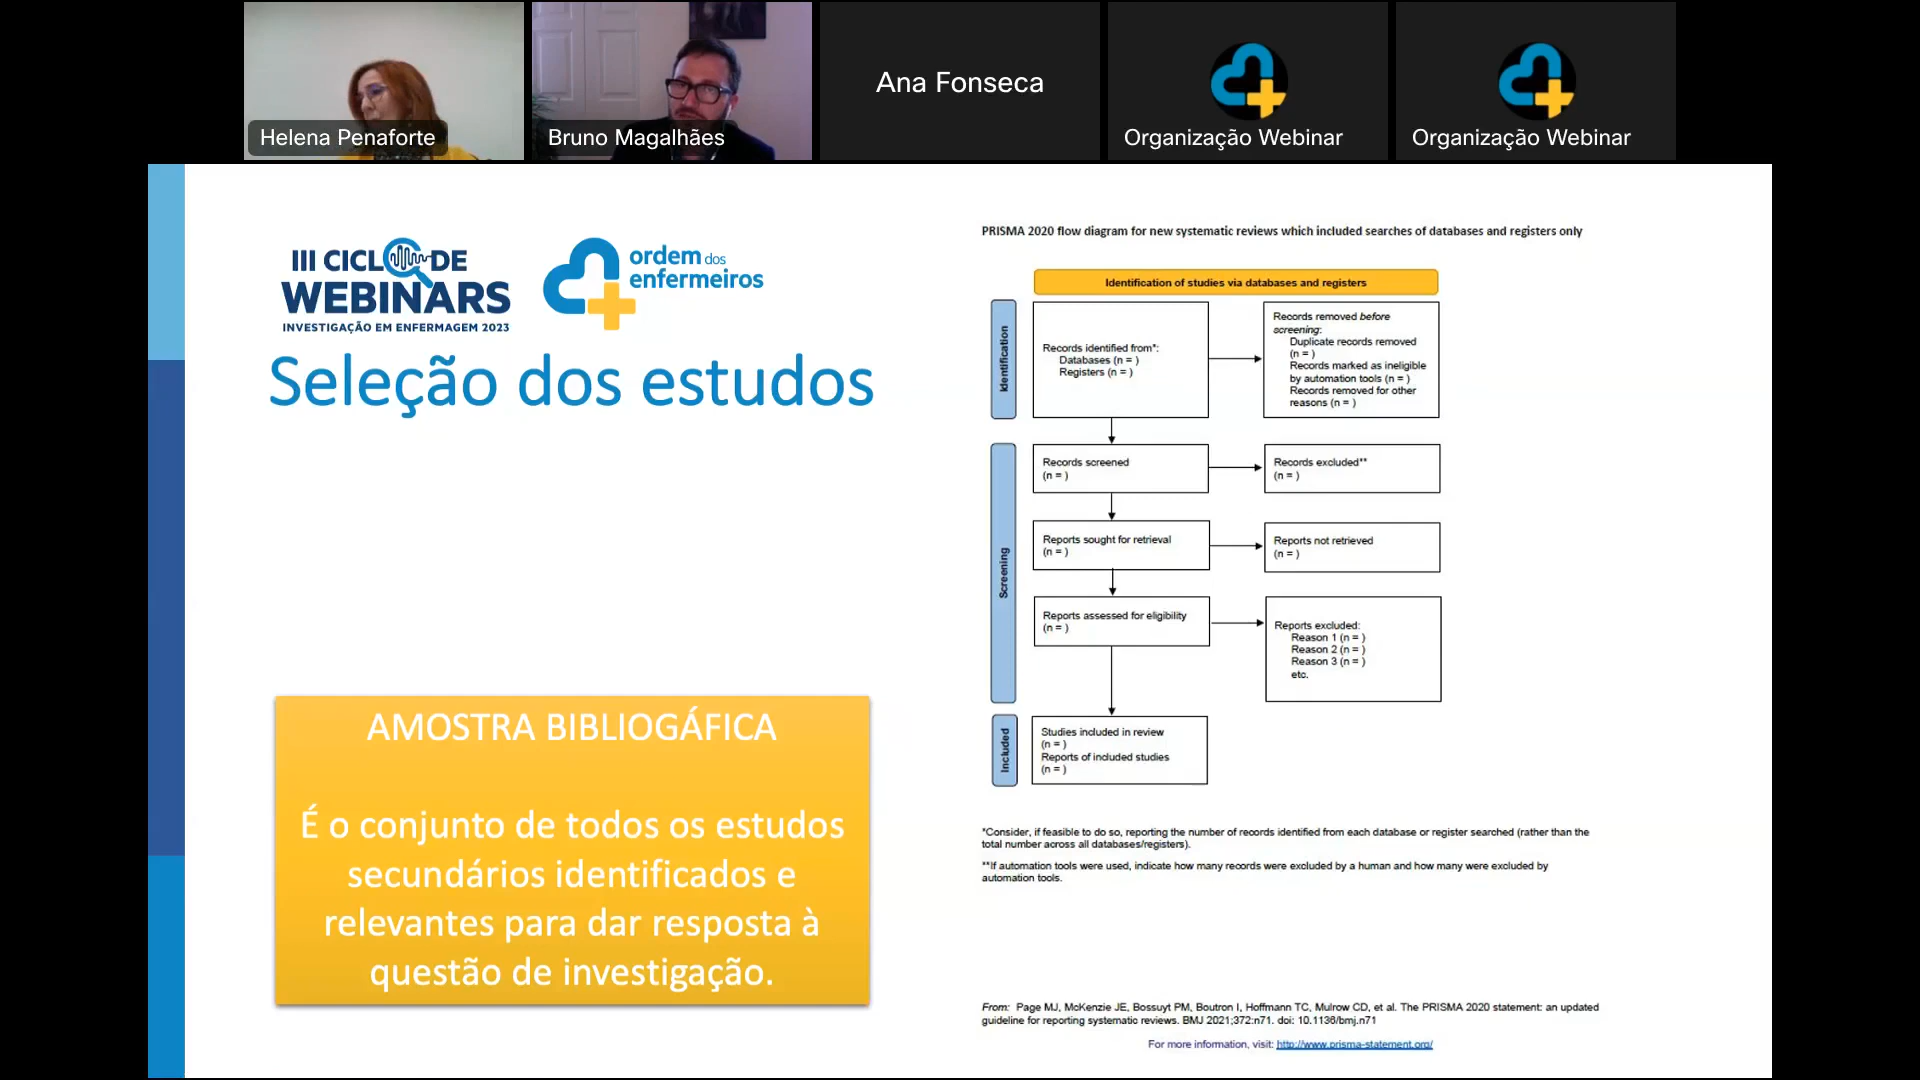 Helena Penaforte
Bruno Magalhães
Ana Fonseca
Organização Webinar
Organização Webinar
III CICLO DE
WEBINARS
INVESTIGAÇÃO EM ENFERMAGEM 2023
ordem dos
enfermeiros
Seleção dos estudos
AMOSTRA BIBLIOGÁFICA
É o conjunto de todos os estudos
secundários identificados e
relevantes para dar resposta à
questão de investigação.
PRISMA 2020 flow diagram for new systematic reviews which included searches of databases and registers only
Identification of studies via databases and registers
Identification
Records identified from*:
Databases (n = )
Registers (n = )
Records removed before
screening:
Duplicate records removed
(n = )
Records marked as ineligible
by automation tools (n = )
Records removed for other
reasons (n = )
Screening
Records screened
(n = )
Records excluded**
(n = )
Reports sought for retrieval
(n = )
Reports not retrieved
(n = )
Reports assessed for eligibility
(n = )
Reports excluded:
Reason 1 (n = )
Reason 2 (n = )
Reason 3 (n = )
etc.
Included
Studies included in review
(n = )
Reports of included studies
(n = )
*Consider, if feasible to do so, reporting the number of records identified from each database or register searched (rather than the
total number across all databases/registers).
**If automation tools were used, indicate how many records were excluded by a human and how many were excluded by
automation tools.
From: Page MJ, McKenzie JE, Bossuyt PM, Boutron I, Hoffmann TC, Mulrow CD, et al. The PRISMA 2020 statement: an updated
guideline for reporting systematic reviews. BMJ 2021;372:n71. doi: 10.1136/bmj.n71
For more information, visit: http://www.prisma-statement.org/